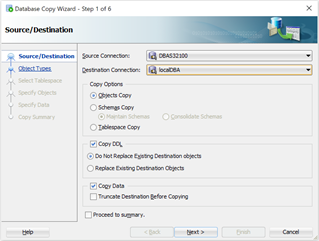 Database Copy Wizard - Step 1 of 6
Source/Destination
Source/Destination
Object Types
Select Tablespace
Specify Objects
Specify Data
Copy Summary
Source Connection: DBAS32100
Destination Connection: localDBA
Copy Options
Objects Copy
Schemas Copy
Maintain Schemas Consolidate Schemas
Tablespace Copy
Copy DDL
Do Not Replace Existing Destination objects
Replace Existing Destination Objects
Copy Data
Truncate Destination Before Copying
Proceed to summary.
Help < Back Next > Finish Cancel